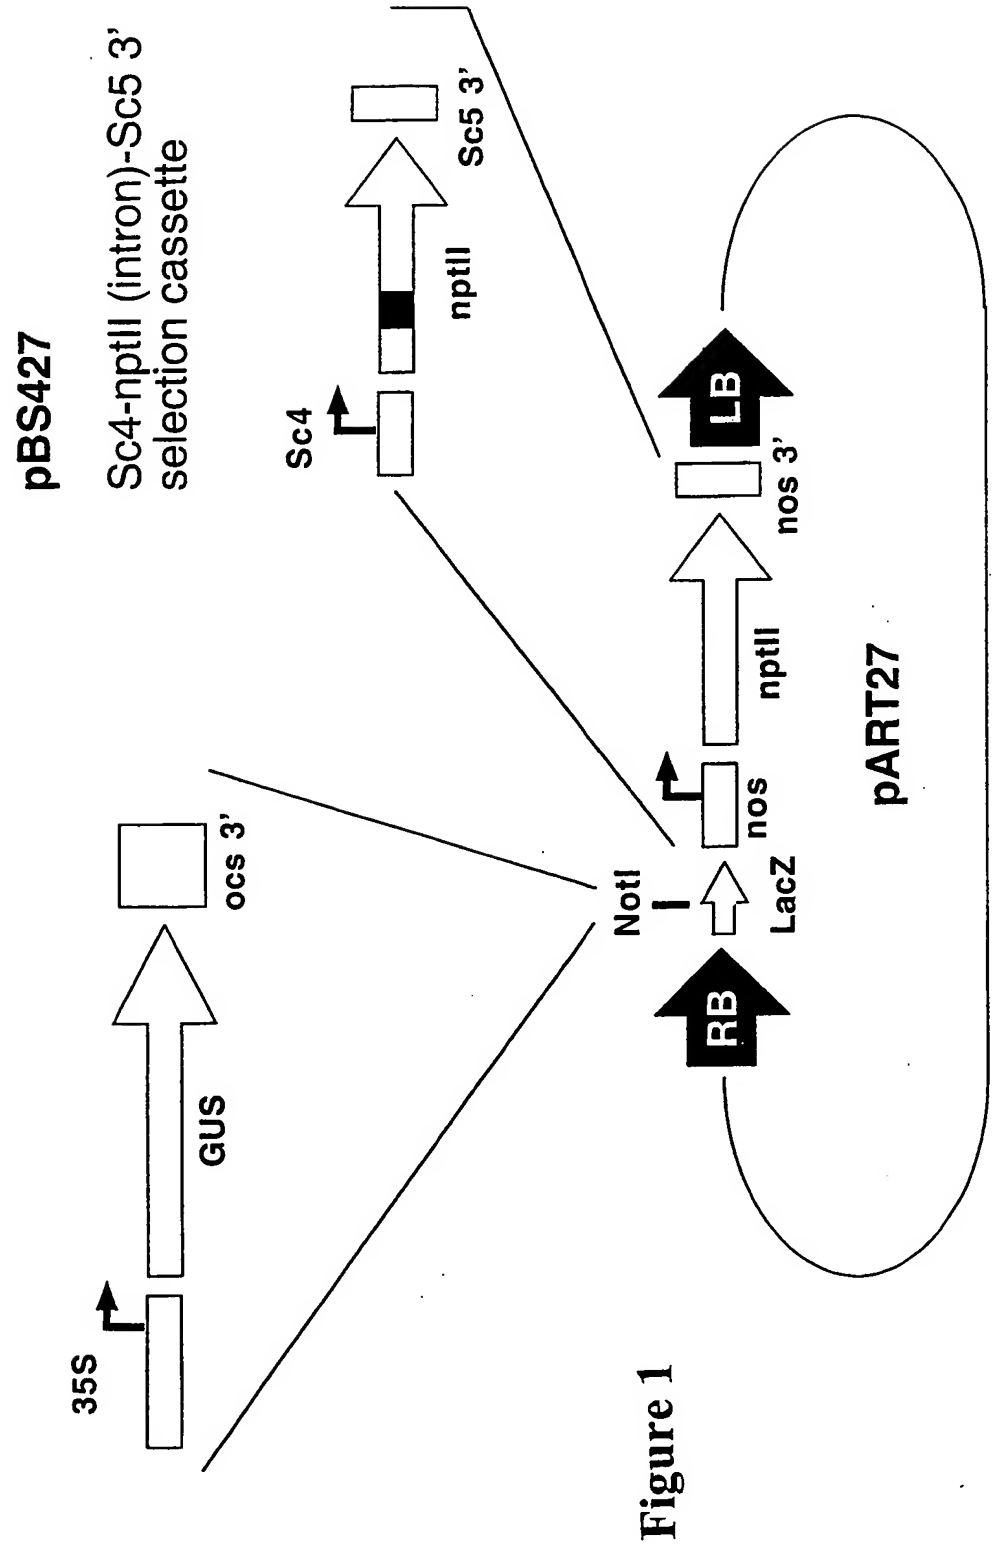 pBS427
Sc4-nptII (intron)-Sc5 3'
selection cassette
35S
GUS
ocs 3'
Sc4
nptII
Sc5 3'
NotI
RB
LacZ
nos
nptII
nos 3'
LB
pART27
Figure 1